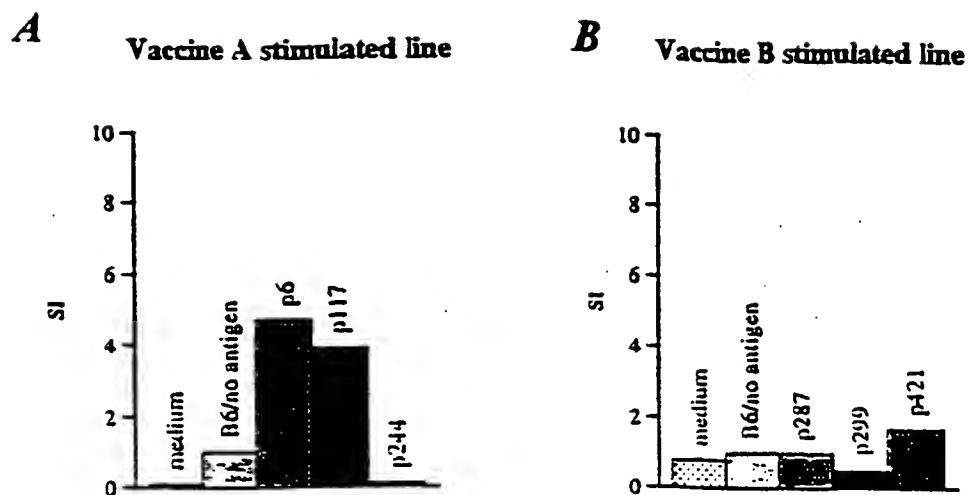 A
Vaccine A stimulated line
10
8
6
4
2
0
SI
medium
B6/no antigen
p6
p117
p244
B
Vaccine B stimulated line
10
8
6
4
2
0
SI
medium
B6/no antigen
p287
p299
p421